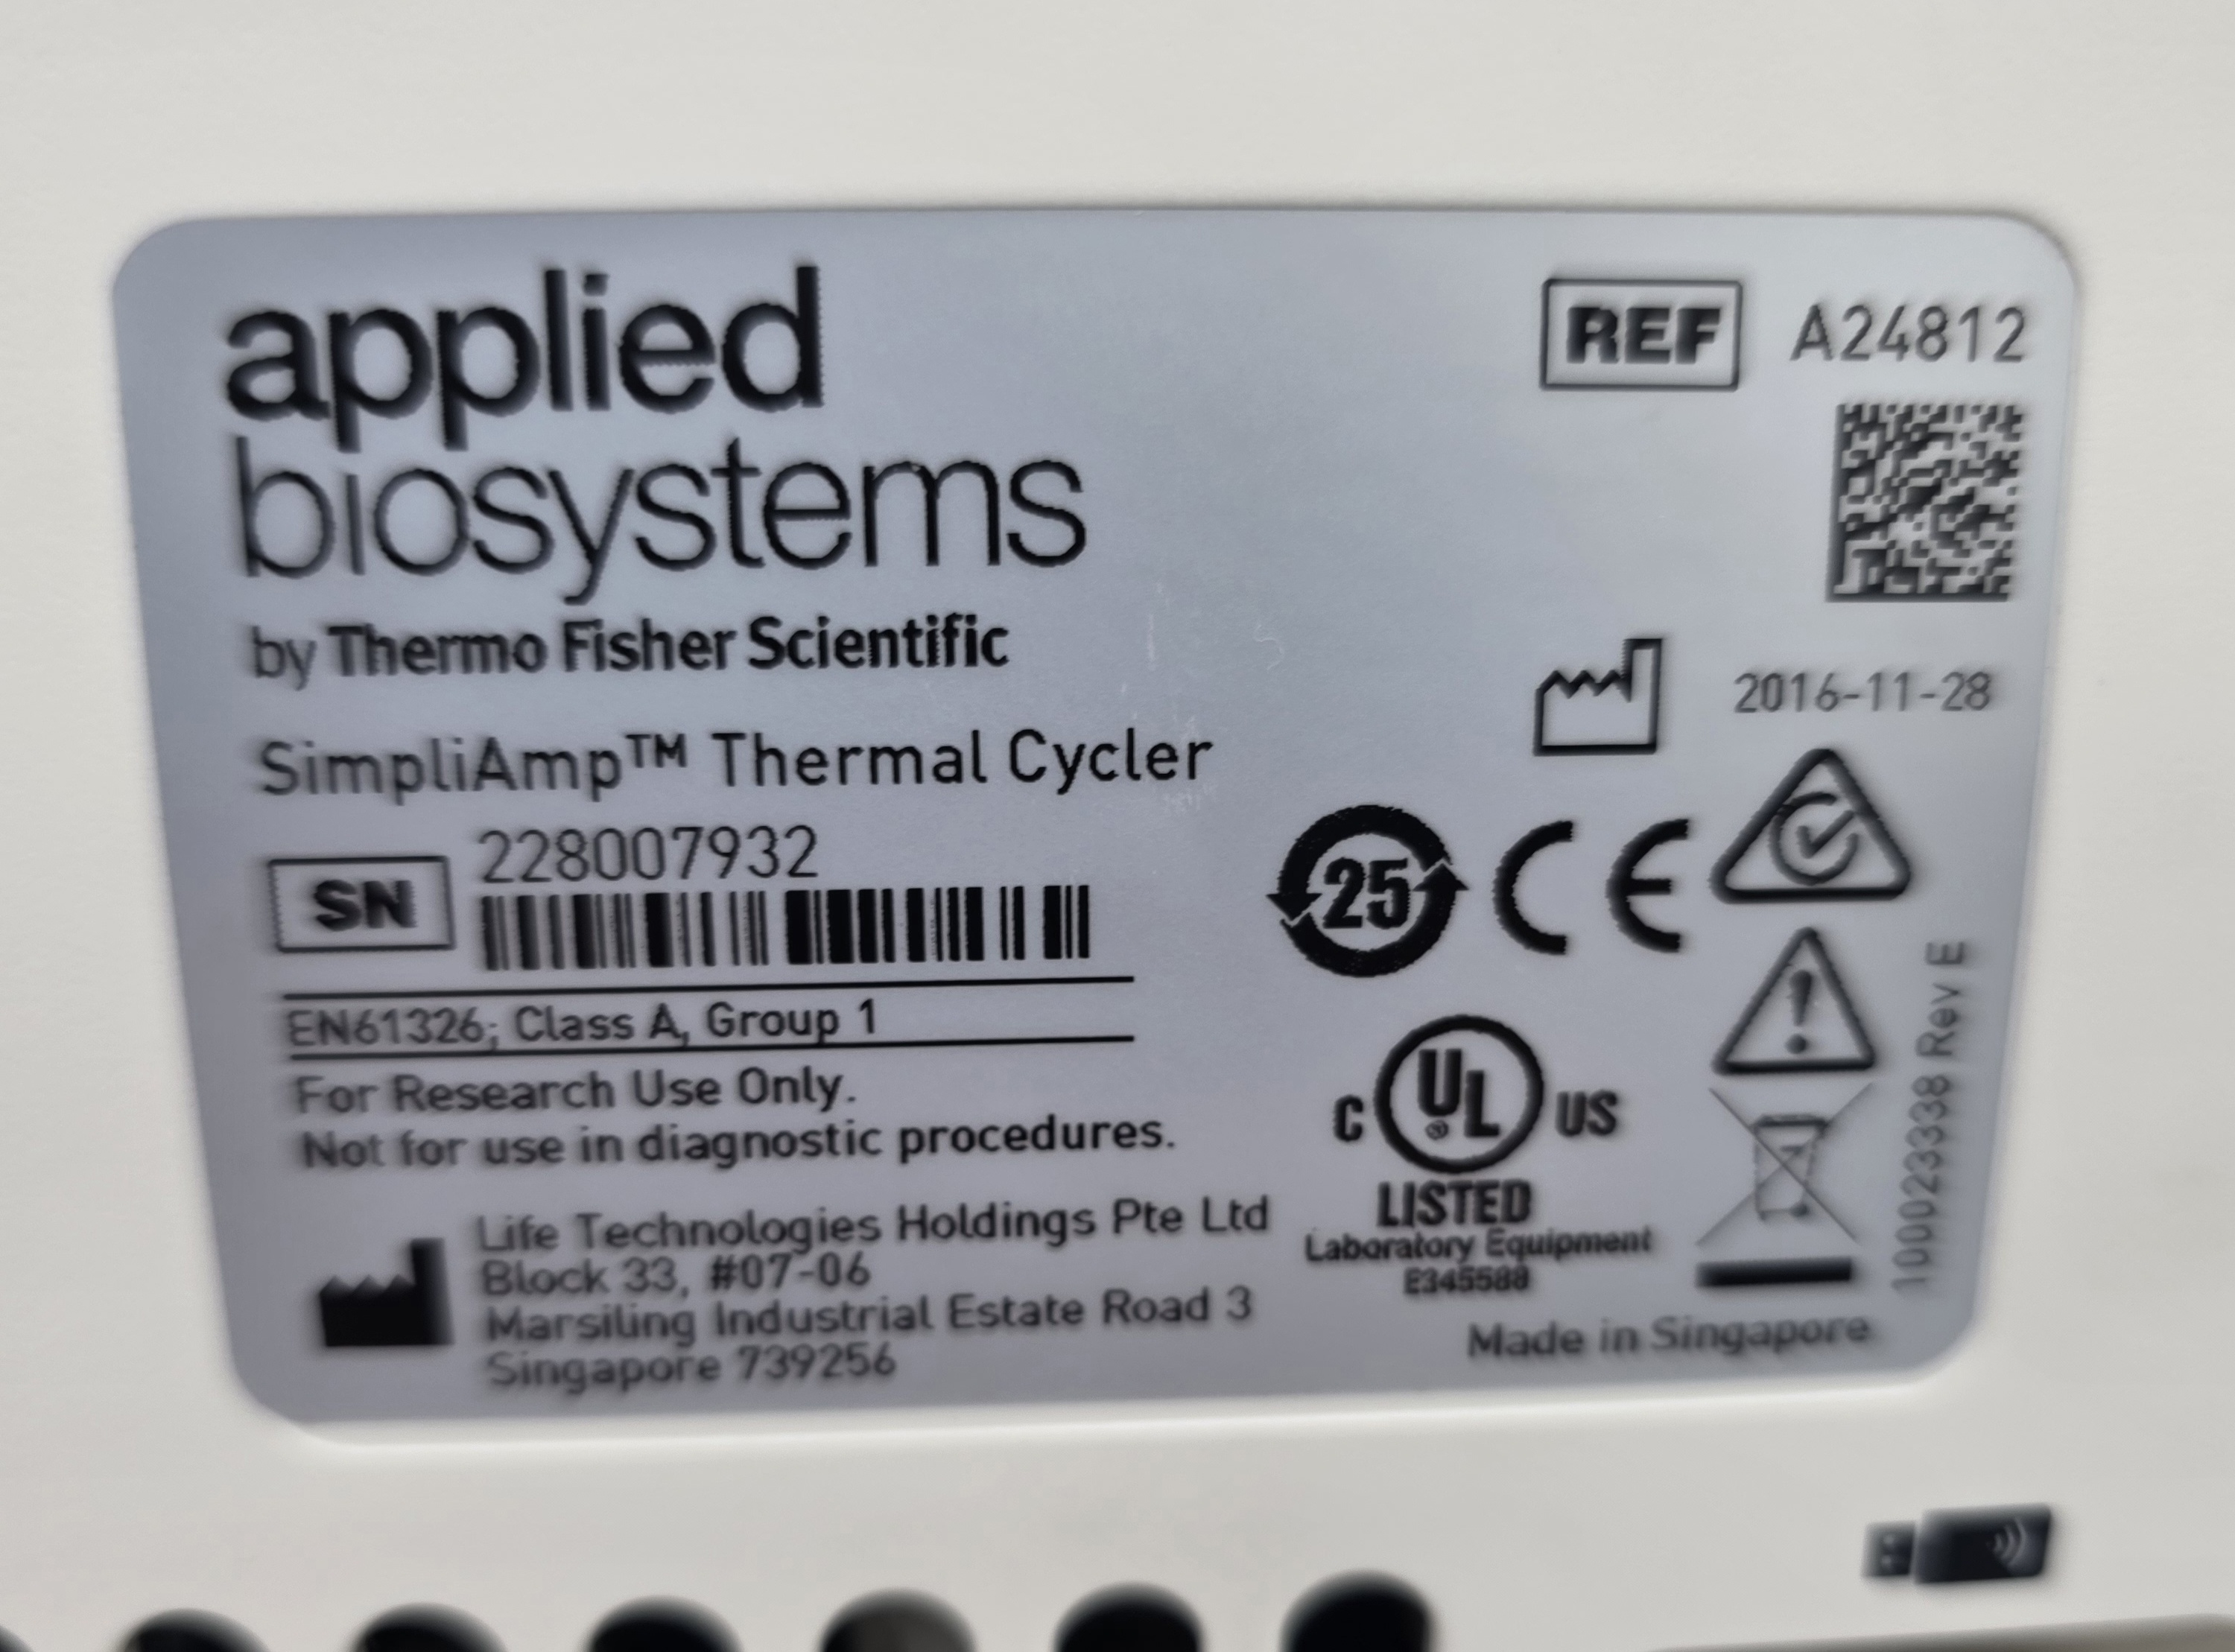 applied
biosystems
by Thermo Fisher Scientific
SimpliAmp™ Thermal Cycler
SN
228007932
EN61326; Class A, Group 1
For Research Use Only.
Not for use in diagnostic procedures.
Life Technologies Holdings Pte Ltd
Block 33, #07-06
Marsiling Industrial Estate Road 3
Singapore 739256
REF A24812
2016-11-28
25 CE
C UL® US
LISTED
Laboratory Equipment
E345588
Made in Singapore
100023338 Rev E